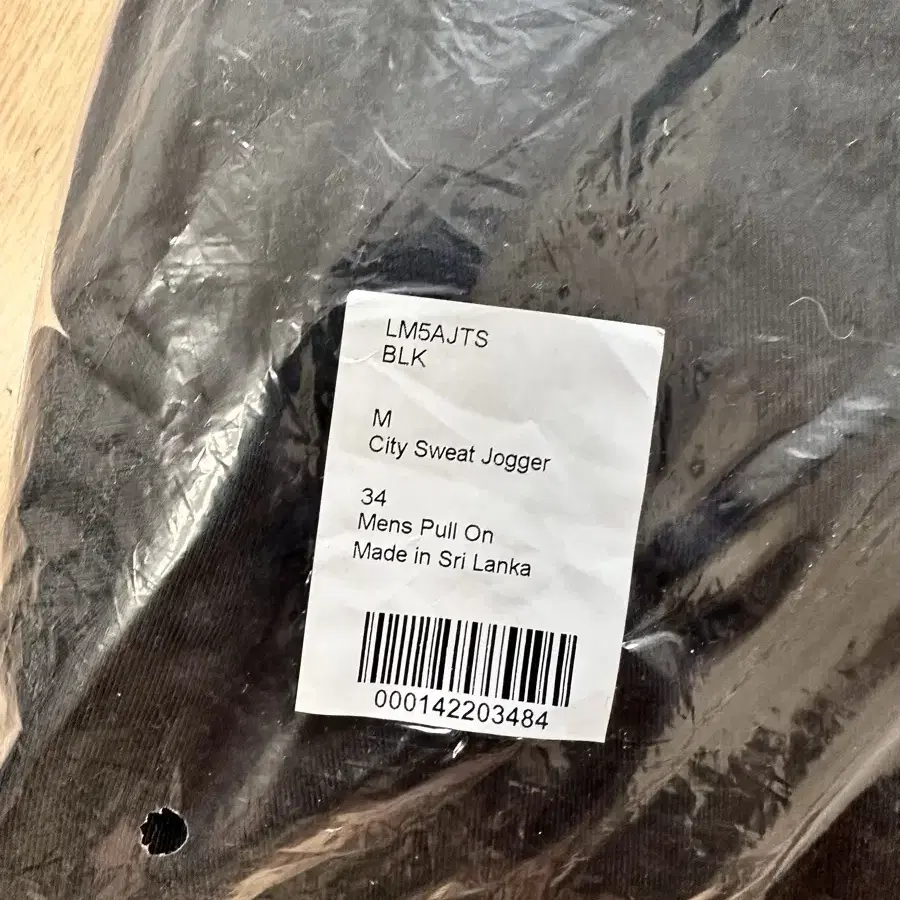 LM5AJTS
BLK
M
City Sweat Jogger
34
Mens Pull On
Made in Sri Lanka
000142203484